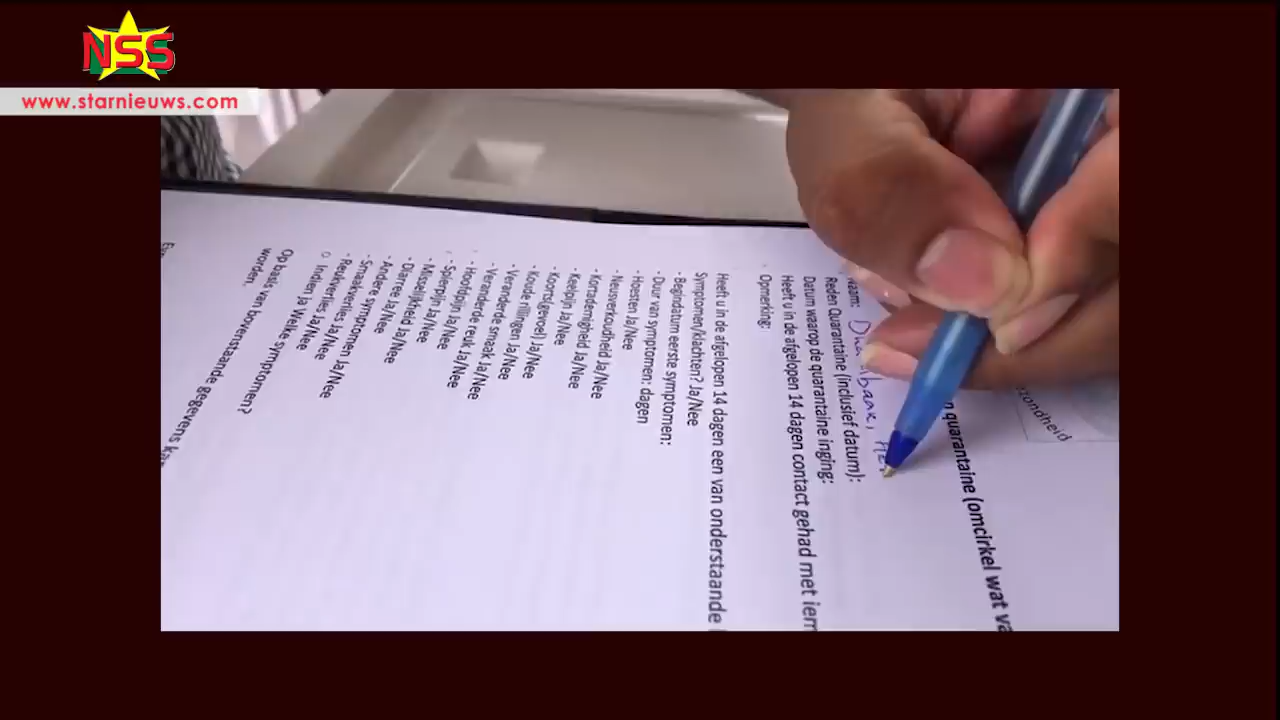 NSS
www.starnieuws.com
zondheid
quarantaine (omcirkel wat
Naam:
Reden Quarantaine (inclusief datum):
Datum waarop de quarantaine inging:
Heeft u in de afgelopen 14 dagen contact gehad met
Opmerking:
Heeft u in de afgelopen 14 dagen een van onderstaande
Symptomen/klachten? Ja/Nee
- Begindatum eerste symptomen:
- Duur van symptomen: dagen
- Hoesten Ja/Nee
- Neusverkoudheid Ja/Nee
- Kortademigheid Ja/Nee
- Keelpijn Ja/Nee
- Koorts(gevoel) Ja/Nee
- Koude rillingen Ja/Nee
- Veranderde smaak Ja/Nee
- Veranderde reuk Ja/Nee
- Hoofdpijn Ja/Nee
- Spierpijn Ja/Nee
- Misselijkheid Ja/Nee
- Diarree Ja/Nee
- Andere Ja/Nee
- Smaakverlies Ja/Nee
- Reukverlies Ja/Nee
o Indien ja Welke symptomen?
Op basis van bovenstaande gegevens
worden.